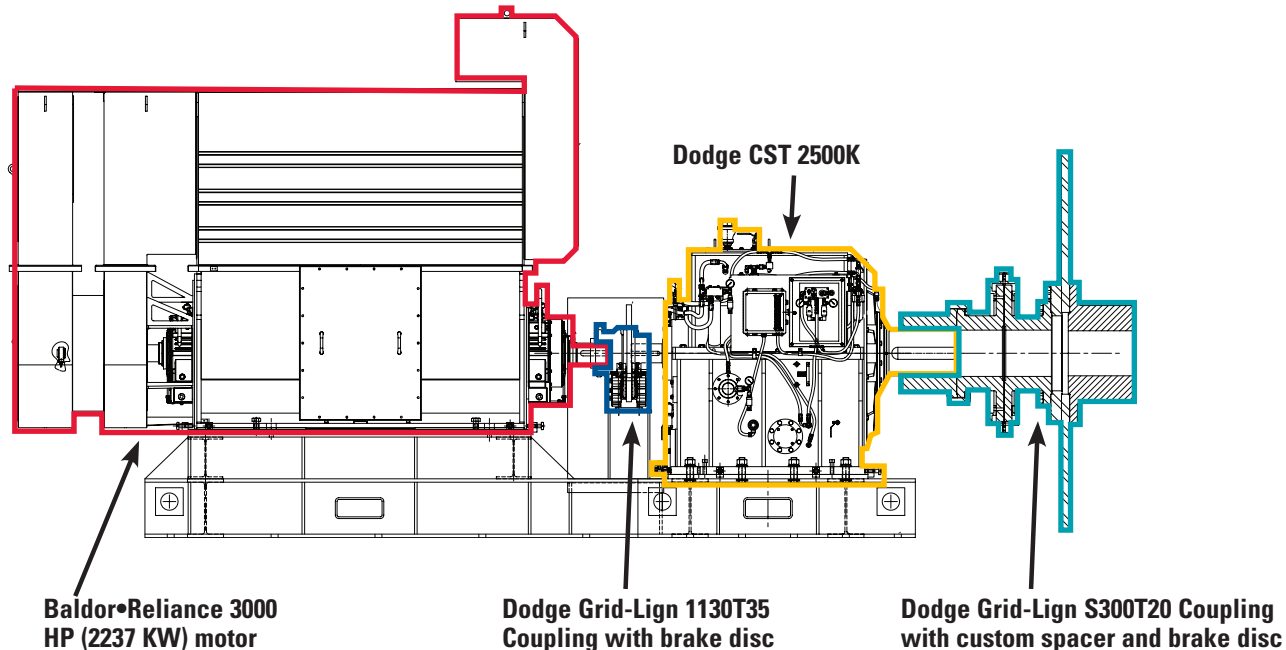 Dodge CST 2500K
Baldor•Reliance 3000
HP (2237 KW) motor
Dodge Grid-Lign 1130T35
Coupling with brake disc
Dodge Grid-Lign S300T20 Coupling
with custom spacer and brake disc